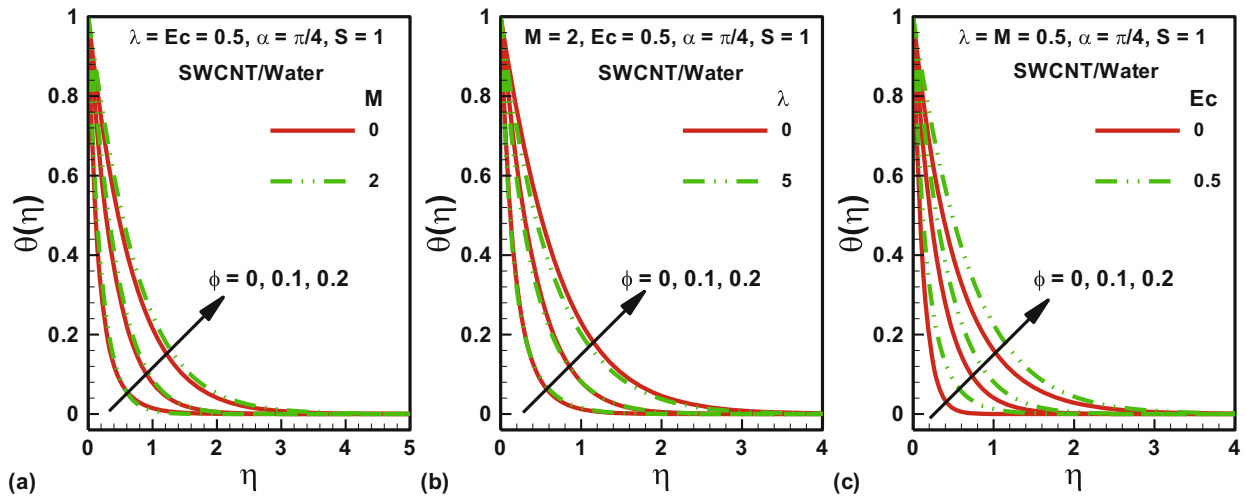 1
λ = Ec = 0.5, α = π/4, S = 1
SWCNT/Water
M
0
2
0.8
0.6
0.4
0.2
0
θ(η)
ϕ = 0, 0.1, 0.2
0 1 2 3 4 5
η
(a)
1
M = 2, Ec = 0.5, α = π/4, S = 1
SWCNT/Water
λ
0
5
0.8
0.6
0.4
0.2
0
θ(η)
ϕ = 0, 0.1, 0.2
0 1 2 3 4
η
(b)
1
λ = M = 0.5, α = π/4, S = 1
SWCNT/Water
Ec
0
0.5
0.8
0.6
0.4
0.2
0
θ(η)
ϕ = 0, 0.1, 0.2
0 1 2 3 4
η
(c)